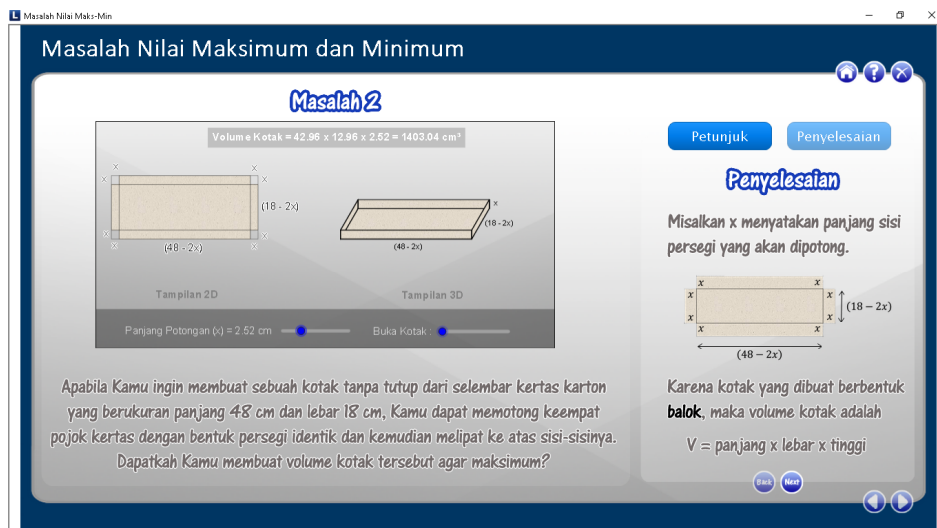 Masalah Nilai Maks-Min
Masalah Nilai Maksimum dan Minimum
Masalah 2
Volume Kotak = 42.96 x 12.96 x 2.52 = 1403.04 cm³
x
x
x
x
(18 - 2x)
x
x
x
x
(48 - 2x)
x
(18 - 2x)
(48 - 2x)
Tampilan 2D
Tampilan 3D
Panjang Potongan (x) = 2.52 cm
Buka Kotak :
Apabila Kamu ingin membuat sebuah kotak tanpa tutup dari selembar kertas karton
yang berukuran panjang 48 cm dan lebar 18 cm, Kamu dapat memotong keempat
pojok kertas dengan bentuk persegi identik dan kemudian melipat ke atas sisi-sisinya.
Dapatkah Kamu membuat volume kotak tersebut agar maksimum?
Petunjuk
Penyelesaian
Penyelesaian
Misalkan x menyatakan panjang sisi
persegi yang akan dipotong.
x
x
x
x
(18 − 2x)
x
x
x
x
(48 − 2x)
Karena kotak yang dibuat berbentuk
balok, maka volume kotak adalah
V = panjang x lebar x tinggi
Back
Next